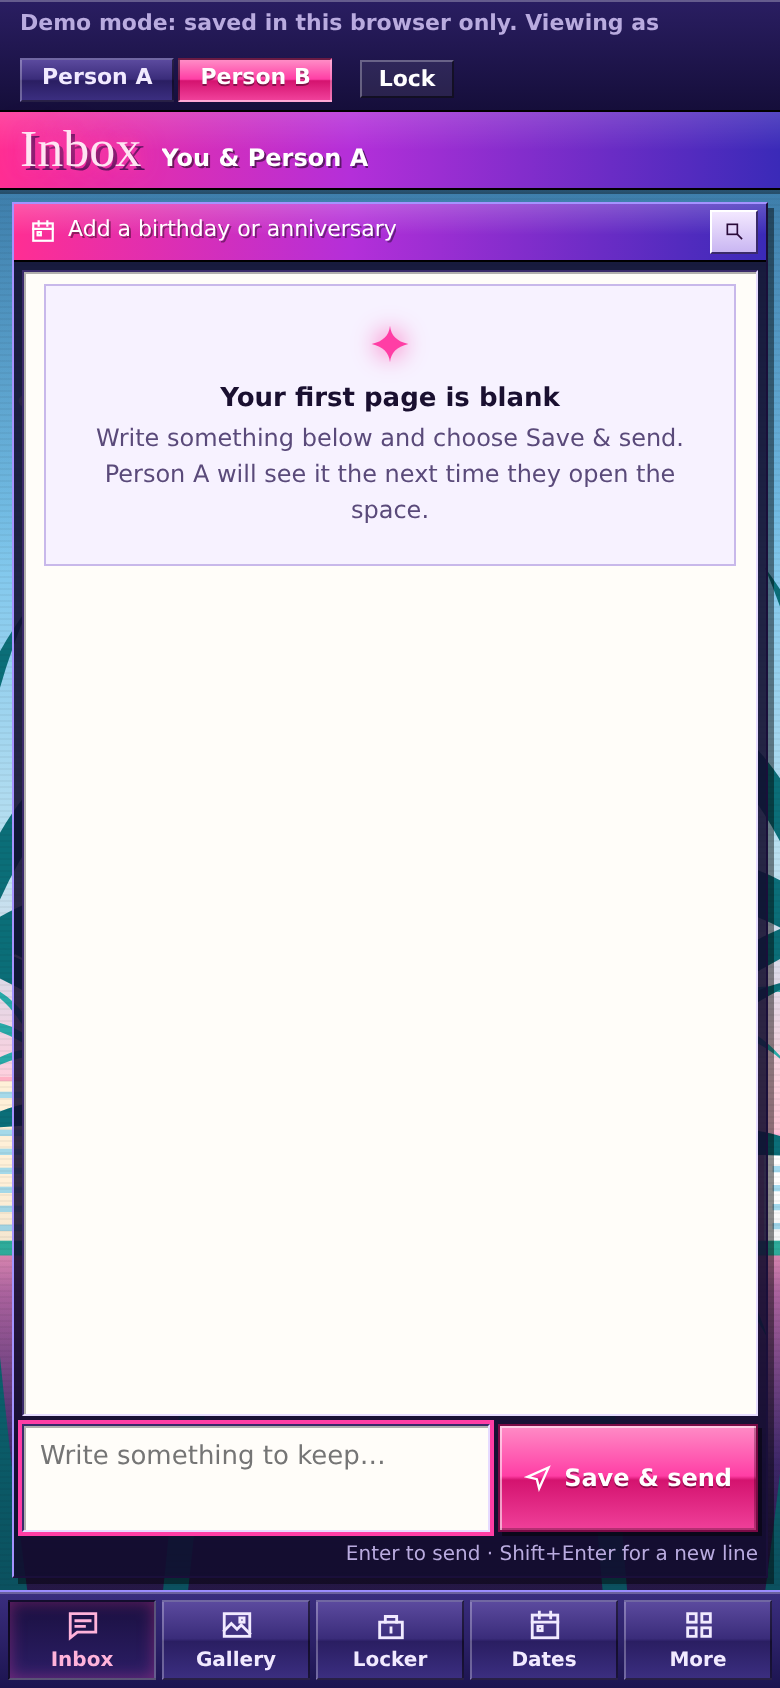 Demo mode: saved in this browser only. Viewing as
Person A
Person B
Lock
Inbox
You & Person A
Add a birthday or anniversary
Your first page is blank
Write something below and choose Save & send.
Person A will see it the next time they open the
space.
Write something to keep...
Save & send
Enter to send · Shift+Enter for a new line
Inbox
Gallery
Locker
Dates
More